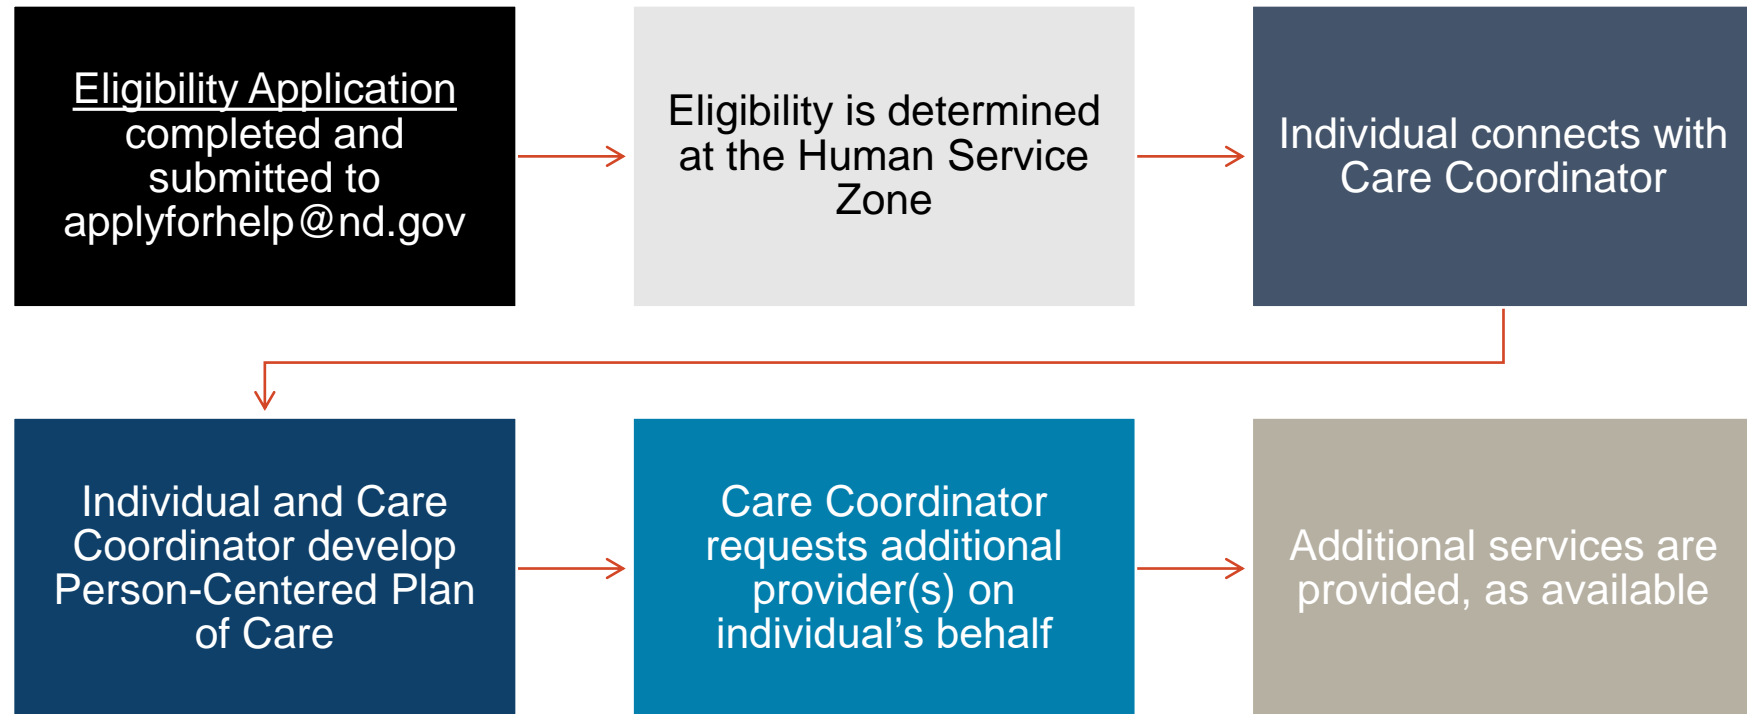 Eligibility Application
completed and
submitted to
applyforhelp@nd.gov
Eligibility is determined
at the Human Service
Zone
Individual connects with
Care Coordinator
Individual and Care
Coordinator develop
Person-Centered Plan
of Care
Care Coordinator
requests additional
provider(s) on
individual’s behalf
Additional services are
provided, as available